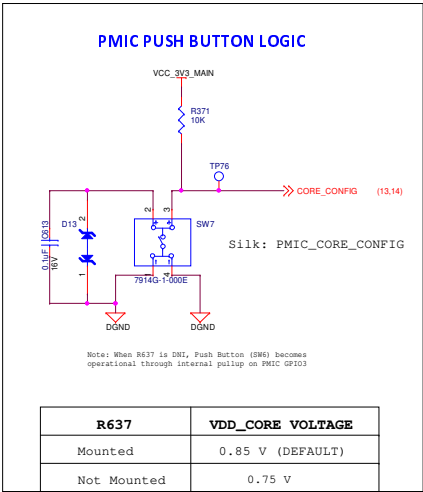 PMIC PUSH BUTTON LOGIC
VCC_3V3_MAIN
R371
10K
TP76
CORE_CONFIG (13,14)
2
3
C613
0.1uF
16V
D13
2
1
SW7
Silk: PMIC_CORE_CONFIG
1
4
7914G-1-000E
DGND
DGND
Note: When R637 is DNI, Push Button (SW6) becomes
operational through internal pullup on PMIC GPIO3
R637 VDD_CORE VOLTAGE
Mounted 0.85 V (DEFAULT)
Not Mounted 0.75 V